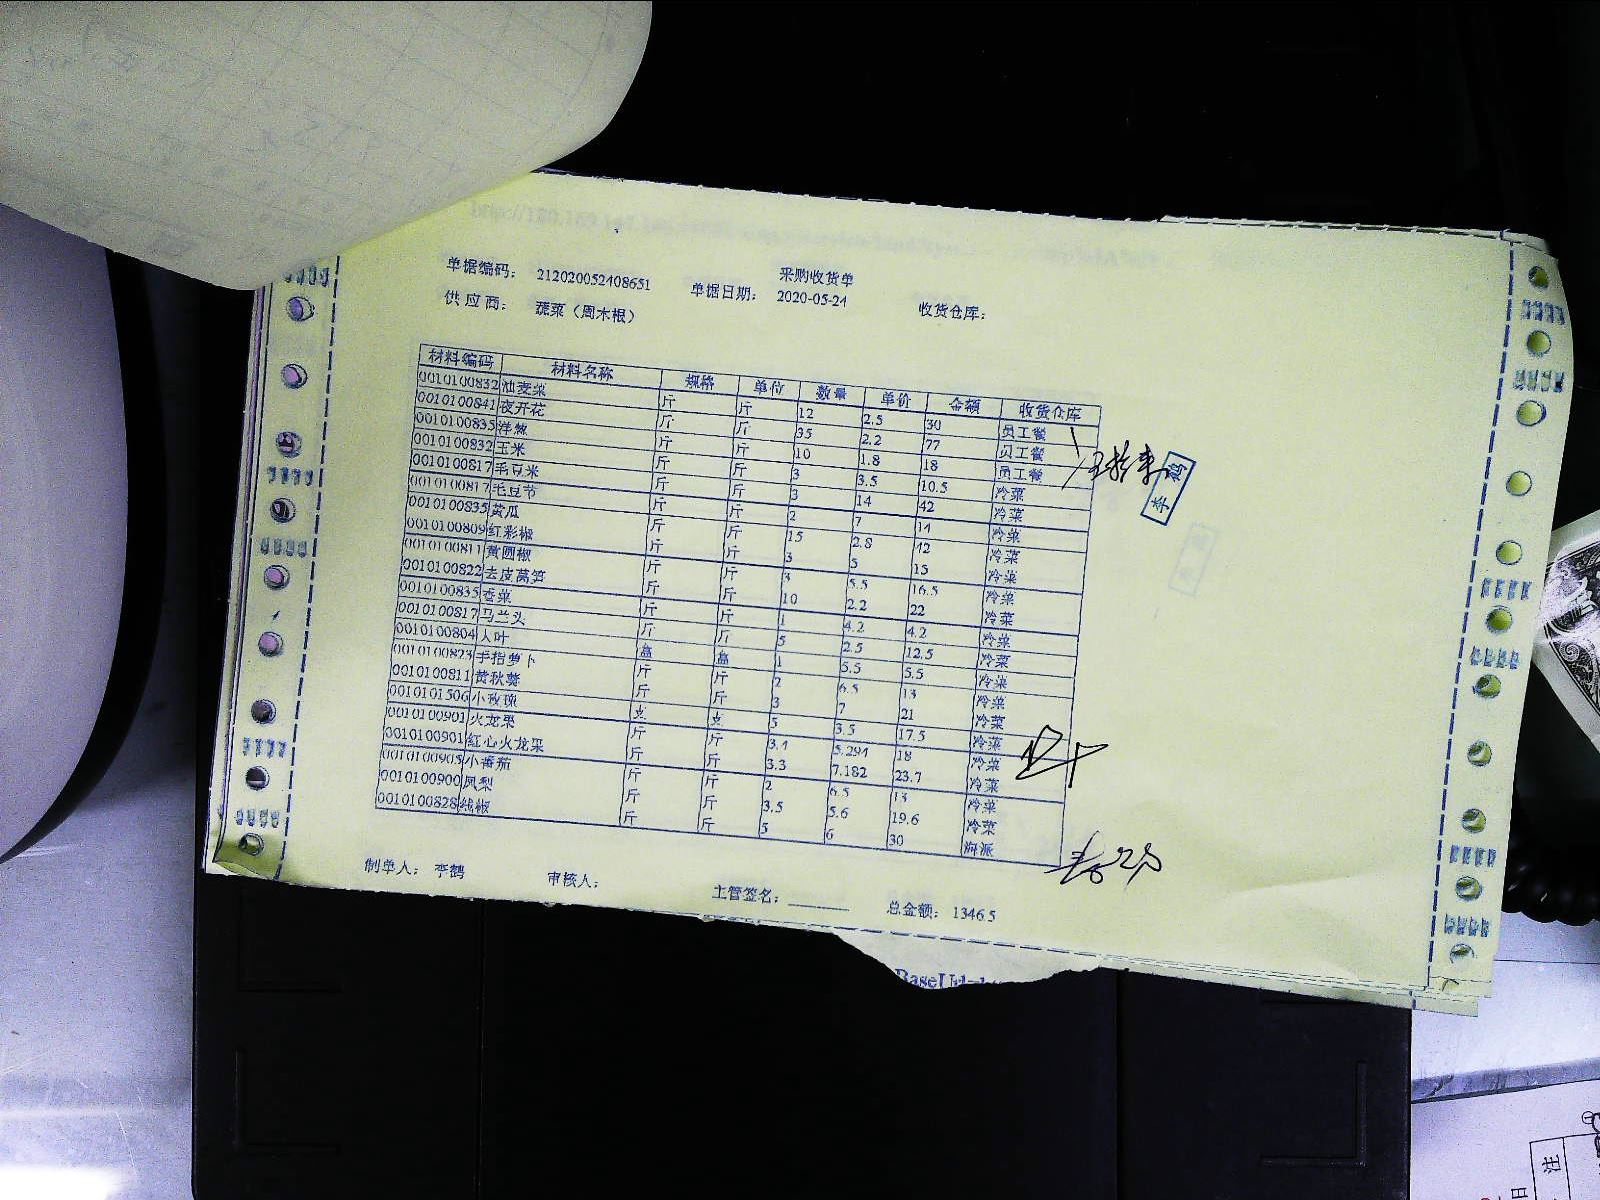 采购收货单
单据编码： 212020052408651 单据日期： 2020-05-24 收货仓库：
供 应 商： 蔬菜（周木根）
材料编码 材料名称 规格 单位 数量 单价 金额 收货仓库
0010100832 油麦菜 斤 斤 12 2.5 30 员工餐
0010100841 夜开花 斤 斤 35 2.2 77 员工餐
0010100835 洋葱 斤 斤 10 1.8 18 员工餐
0010100832 玉米 斤 斤 3 3.5 10.5 冷菜
0010100817 毛豆米 斤 斤 3 14 42 冷菜
0010100817 毛豆节 斤 斤 2 7 14 冷菜
0010100835 黄瓜 斤 斤 15 2.8 42 冷菜
0010100809 红彩椒 斤 斤 3 5 15 冷菜
0010100811 黄圆椒 斤 斤 3 5.5 16.5 冷菜
0010100822 去皮莴笋 斤 斤 10 2.2 22 冷菜
0010100835 香菜 斤 斤 1 4.2 4.2 冷菜
0010100817 马兰头 斤 斤 5 2.5 12.5 冷菜
0010100804 人叶 盒 盒 1 5.5 5.5 冷菜
0010100823 手指萝卜 斤 斤 2 6.5 13 冷菜
0010100811 黄秋葵 斤 斤 3 7 21 冷菜
0010101506 小玫瑰 支 支 5 3.5 17.5 冷菜
0010100901 火龙果 斤 斤 3.4 5.294 18 冷菜
0010100901 红心火龙果 斤 斤 3.3 7.182 23.7 冷菜
0010100905 小番茄 斤 斤 2 6.5 13 冷菜
0010100900 凤梨 斤 斤 3.5 5.6 19.6 冷菜
0010100828 线椒 斤 斤 5 6 30 海派
李鹤
制单人： 李鹤 审核人： 主管签名： 总金额： 1346.5
注
日